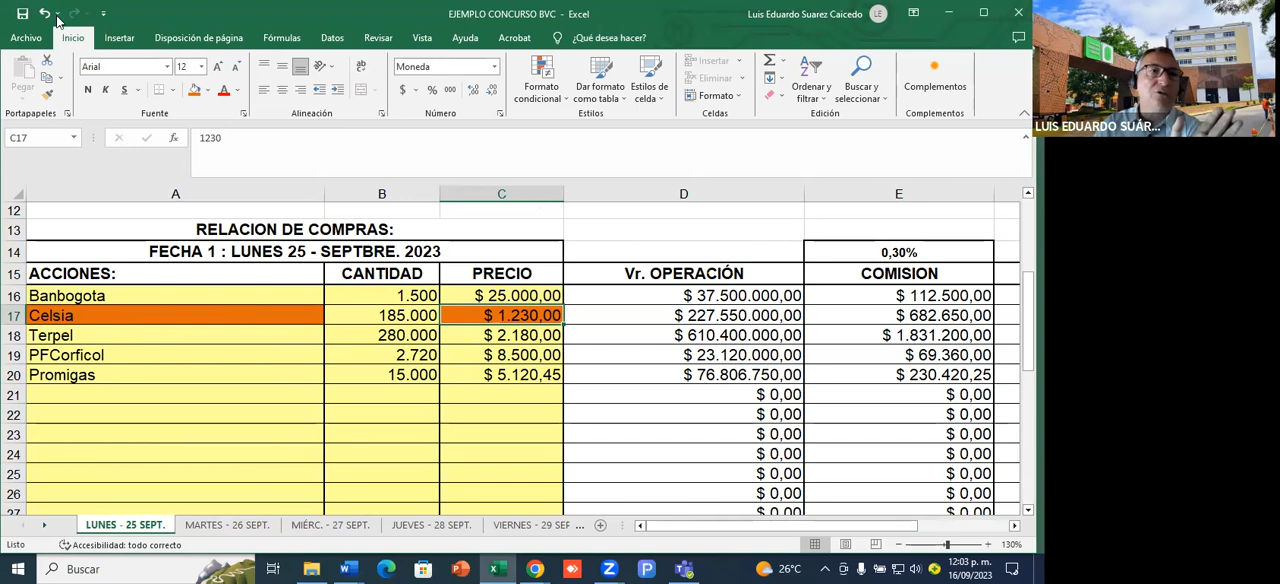 EJEMPLO CONCURSO BVC - Excel
Luis Eduardo Suarez Caicedo
LE
Archivo Inicio Insertar Disposición de página Fórmulas Datos Revisar Vista Ayuda Acrobat ¿Qué desea hacer?
Pegar
Arial 12
N K S
Moneda
$ % 000
Formato condicional
Dar formato como tabla
Estilos de celda
Insertar
Eliminar
Formato
Ordenar y filtrar
Buscar y seleccionar
Complementos
Portapapeles Fuente Alineación Número Estilos Celdas Edición Complementos
LUIS EDUARDO SUÁR...
C17 fx 1230
A B C D E
12
13 RELACION DE COMPRAS:
14 FECHA 1 : LUNES 25 - SEPTBRE. 2023 0,30%
15 ACCIONES: CANTIDAD PRECIO Vr. OPERACIÓN COMISION
16 Banbogota 1.500 $ 25.000,00 $ 37.500.000,00 $ 112.500,00
17 Celsia 185.000 $ 1.230,00 $ 227.550.000,00 $ 682.650,00
18 Terpel 280.000 $ 2.180,00 $ 610.400.000,00 $ 1.831.200,00
19 PFCorficol 2.720 $ 8.500,00 $ 23.120.000,00 $ 69.360,00
20 Promigas 15.000 $ 5.120,45 $ 76.806.750,00 $ 230.420,25
21 $ 0,00 $ 0,00
22 $ 0,00 $ 0,00
23 $ 0,00 $ 0,00
24 $ 0,00 $ 0,00
25 $ 0,00 $ 0,00
26 $ 0,00 $ 0,00
27 $ 0,00 $ 0,00
LUNES - 25 SEPT. MARTES - 26 SEPT. MIÉRC. - 27 SEPT. JUEVES - 28 SEPT. VIERNES - 29 SEP ...
Listo Accesibilidad: todo correcto 130%
Buscar
26°C
12:03 p. m.
16/09/2023